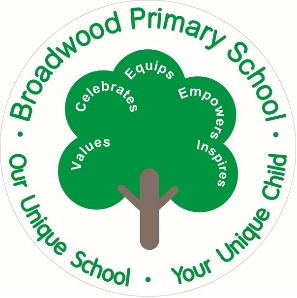 • Broadwood Primary School •
Values
Celebrates
Equips
Empowers
Inspires
Our Unique School • Your Unique Child